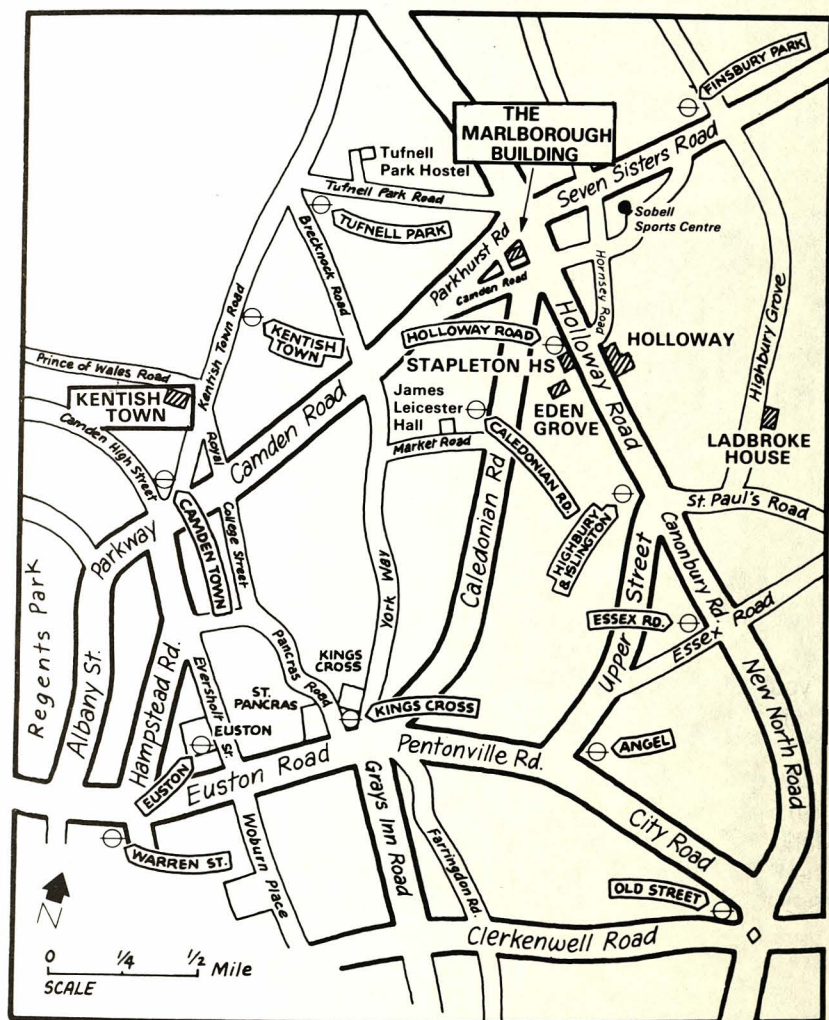 FINSBURY PARK
THE
MARLBOROUGH
BUILDING
Seven Sisters Road
Tufnell
Park Hostel
Tufnell Park Road
TUFNELL PARK
Sobell
Sports Centre
Brecknock Road
Parkhurst Rd
Camden Road
Hornsey Road
Kentish Town Road
KENTISH
TOWN
HOLLOWAY ROAD
Holloway Road
HOLLOWAY
STAPLETON HS
Highbury Grove
Prince of Wales Road
KENTISH
TOWN
James
Leicester
Hall
EDEN
GROVE
LADBROKE
HOUSE
Camden High Street
Royal
College Street
Camden Road
Market Road
CALEDONIAN RD.
Caledonian Rd
St. Paul's Road
Parkway
CAMDEN TOWN
HIGHBURY
& ISLINGTON
Canonbury Rd.
York Way
Upper Street
ESSEX RD.
Essex Road
Regents Park
Albany St.
Hampstead Rd.
Eversholt
St.
Pancras Road
KINGS
CROSS
ST.
PANCRAS
KINGS CROSS
New North Road
EUSTON
EUSTON
Euston Road
Pentonville Rd.
ANGEL
WARREN ST.
Woburn Place
Grays Inn Road
Farringdon Rd.
City Road
OLD STREET
Clerkenwell Road
N
0 1/4 1/2 Mile
SCALE